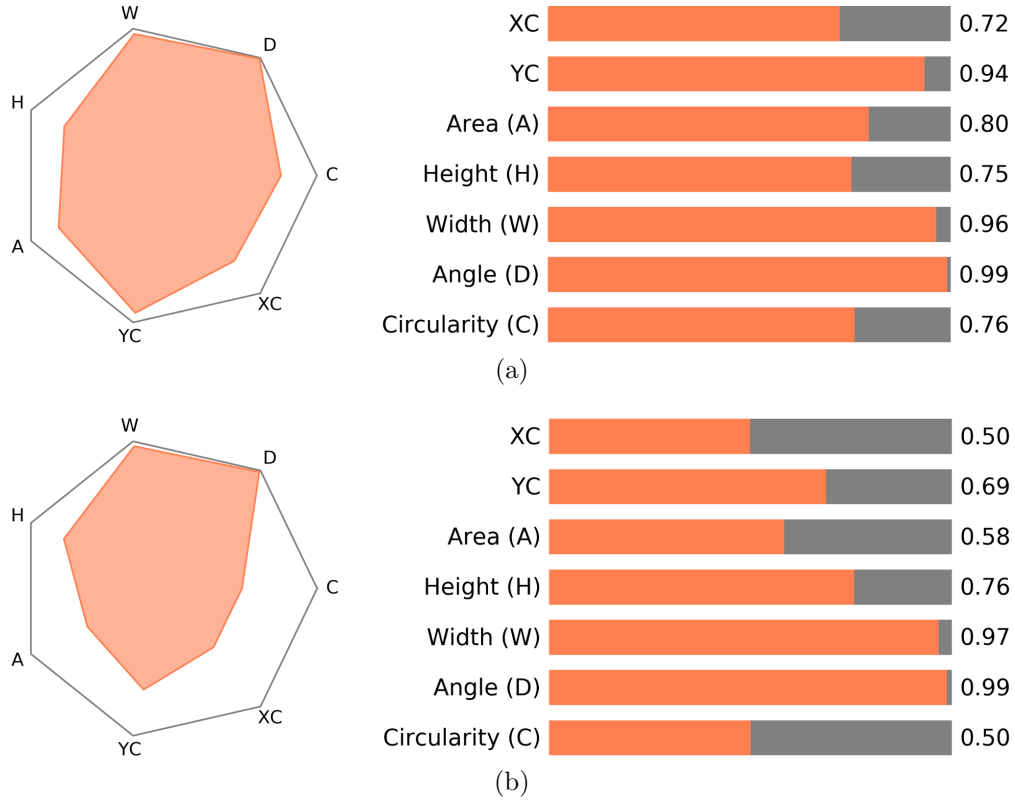 W
D
H
C
A
XC
YC
XC 0.72
YC 0.94
Area (A) 0.80
Height (H) 0.75
Width (W) 0.96
Angle (D) 0.99
Circularity (C) 0.76
(a)
W
D
H
C
A
XC
YC
XC 0.50
YC 0.69
Area (A) 0.58
Height (H) 0.76
Width (W) 0.97
Angle (D) 0.99
Circularity (C) 0.50
(b)